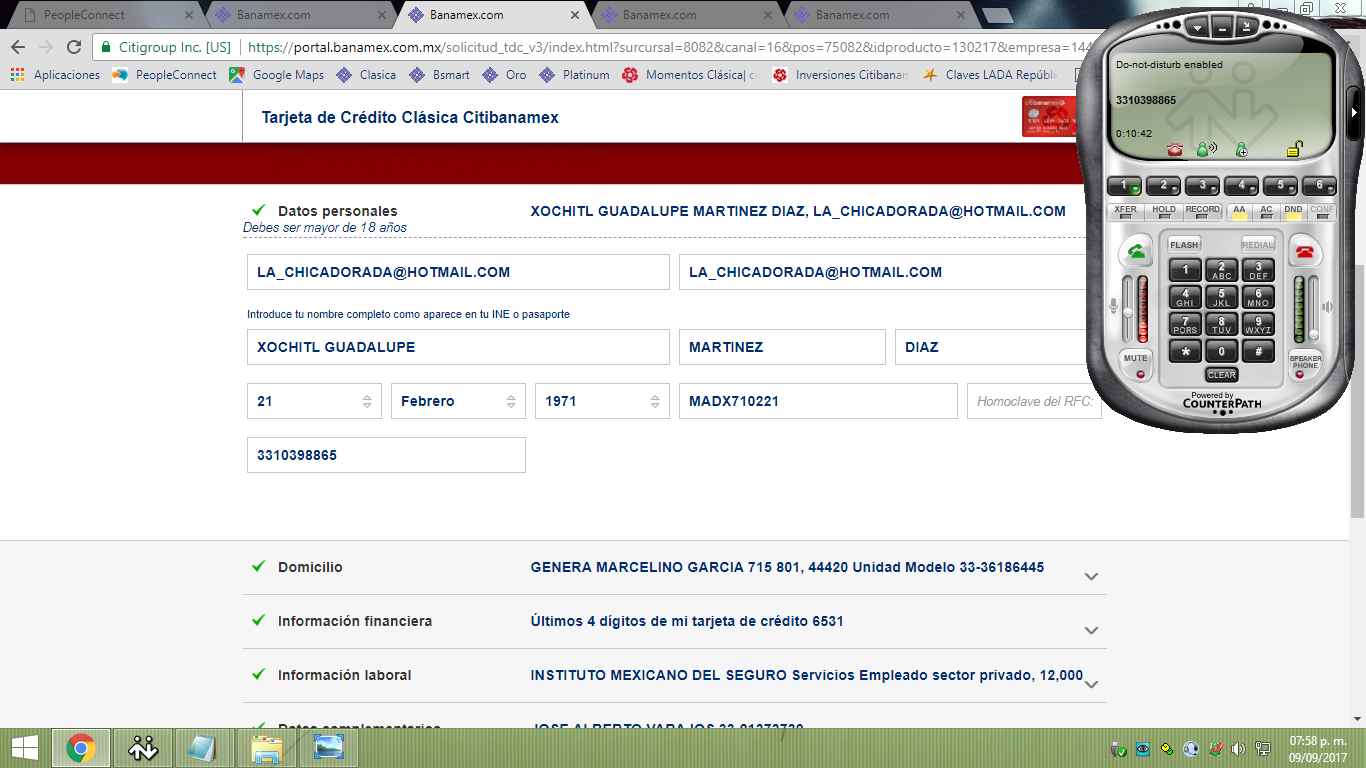 PeopleConnect
Banamex.com
Banamex.com
Banamex.com
Banamex.com
Citigroup Inc. [US]
https://portal.banamex.com.mx/solicitud_tdc_v3/index.html?surcursal=8082&canal=16&pos=75082&idproducto=130217&empresa=144
Aplicaciones PeopleConnect Google Maps Clasica Bsmart Oro Platinum Momentos Clásica| Inversiones Citibanam Claves LADA Repúbli
Tarjeta de Crédito Clásica Citibanamex
Datos personales XOCHITL GUADALUPE MARTINEZ DIAZ, LA_CHICADORADA@HOTMAIL.COM
Debes ser mayor de 18 años
LA_CHICADORADA@HOTMAIL.COM LA_CHICADORADA@HOTMAIL.COM
Introduce tu nombre completo como aparece en tu INE o pasaporte
XOCHITL GUADALUPE MARTINEZ DIAZ
21 Febrero 1971 MADX710221 Homoclave del RFC:
3310398865
Domicilio GENERA MARCELINO GARCIA 715 801, 44420 Unidad Modelo 33-36186445
Información financiera Últimos 4 dígitos de mi tarjeta de crédito 6531
Información laboral INSTITUTO MEXICANO DEL SEGURO Servicios Empleado sector privado, 12,000
Datos complementarios
Do-not-disturb enabled
3310398865
0:10:42
1 2 3 4 5 6
XFER HOLD RECORD AA AC DND CONF
FLASH REDIAL
1 2 ABC 3 DEF
4 GHI 5 JKL 6 MNO
7 PQRS 8 TUV 9 WXYZ
* 0 #
MUTE
SPEAKER PHONE
CLEAR
Powered by
COUNTERPATH
07:58 p. m.
09/09/2017